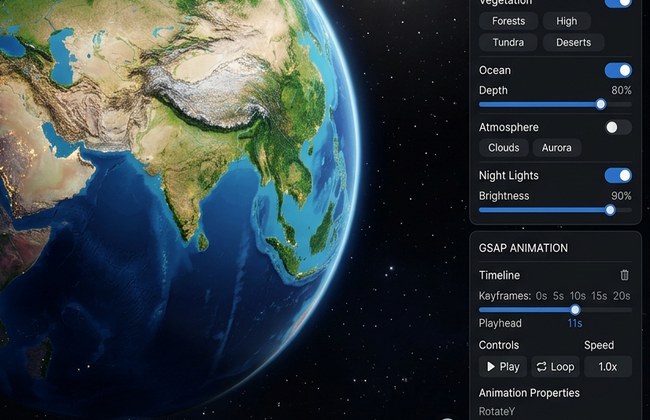 Vegetation
Forests High
Tundra Deserts
Ocean
Depth 80%
Atmosphere
Clouds Aurora
Night Lights
Brightness 90%
GSAP ANIMATION
Timeline
Keyframes: 0s 5s 10s 15s 20s
Playhead 11s
Controls Speed
Play Loop 1.0x
Animation Properties
RotateY